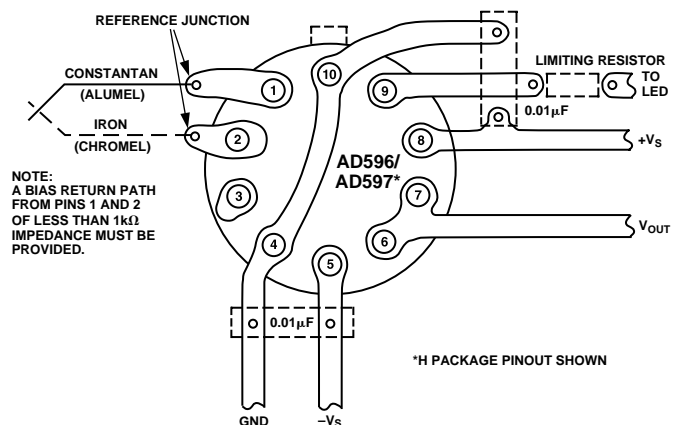 REFERENCE JUNCTION
CONSTANTAN
(ALUMEL)
IRON
(CHROMEL)
NOTE:
A BIAS RETURN PATH
FROM PINS 1 AND 2
OF LESS THAN 1kΩ
IMPEDANCE MUST BE
PROVIDED.
1
2
3
4
5
6
7
8
9
10
AD596/
AD597*
LIMITING RESISTOR
TO
LED
0.01μF
+VS
VOUT
0.01μF
*H PACKAGE PINOUT SHOWN
GND
–VS